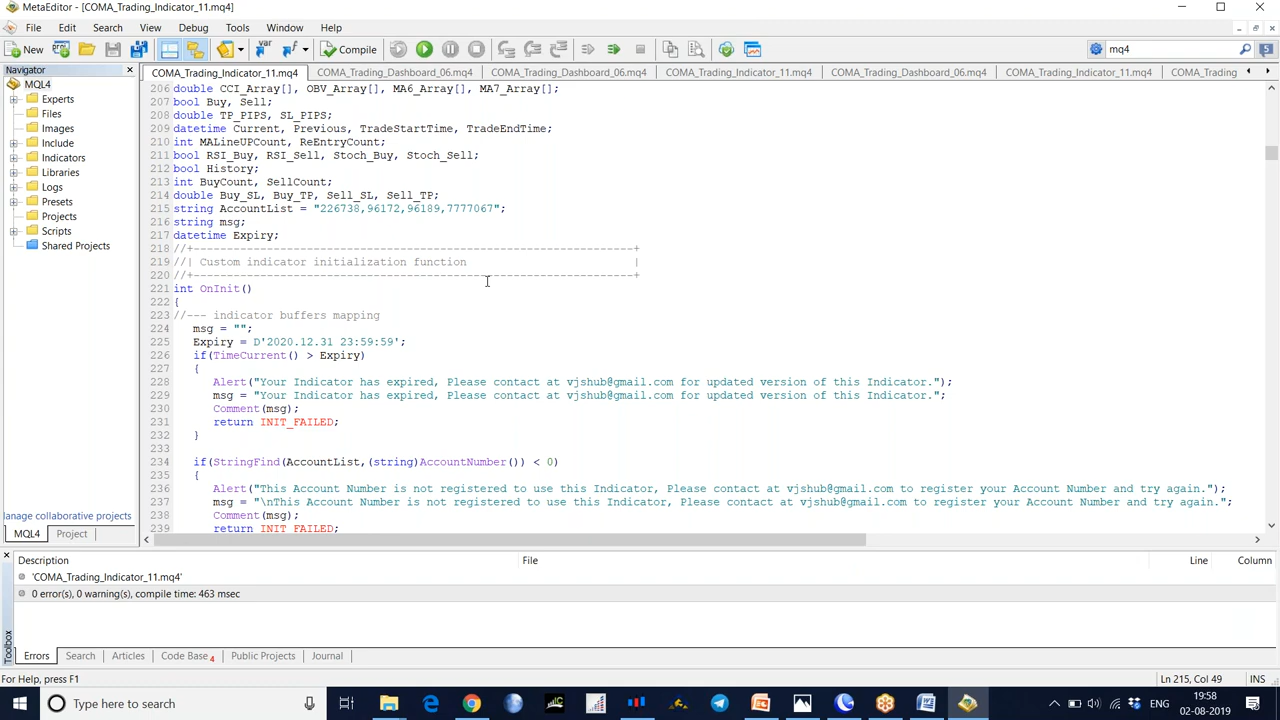 MetaEditor - [COMA_Trading_Indicator_11.mq4]
File Edit Search View Debug Tools Window Help
New Compile mq4 5
Navigator
MQL4
Experts
Files
Images
Include
Indicators
Libraries
Logs
Presets
Projects
Scripts
Shared Projects
anage collaborative projects
MQL4 Project
COMA_Trading_Indicator_11.mq4 COMA_Trading_Dashboard_06.mq4 COMA_Trading_Dashboard_06.mq4 COMA_Trading_Indicator_11.mq4 COMA_Trading_Dashboard_06.mq4 COMA_Trading_Indicator_11.mq4 COMA_Trading
206 double CCI_Array[], OBV_Array[], MA6_Array[], MA7_Array[];
207 bool Buy, Sell;
208 double TP_PIPS, SL_PIPS;
209 datetime Current, Previous, TradeStartTime, TradeEndTime;
210 int MALineUPCount, ReEntryCount;
211 bool RSI_Buy, RSI_Sell, Stoch_Buy, Stoch_Sell;
212 bool History;
213 int BuyCount, SellCount;
214 double Buy_SL, Buy_TP, Sell_SL, Sell_TP;
215 string AccountList = "226738,96172,96189,7777067";
216 string msg;
217 datetime Expiry;
218 //+------------------------------------------------------------------+
219 //| Custom indicator initialization function |
220 //+------------------------------------------------------------------+
221 int OnInit()
222 {
223 //--- indicator buffers mapping
224 msg = "";
225 Expiry = D'2020.12.31 23:59:59';
226 if(TimeCurrent() > Expiry)
227 {
228 Alert("Your Indicator has expired, Please contact at vjshub@gmail.com for updated version of this Indicator.");
229 msg = "Your Indicator has expired, Please contact at vjshub@gmail.com for updated version of this Indicator.";
230 Comment(msg);
231 return INIT_FAILED;
232 }
233
234 if(StringFind(AccountList,(string)AccountNumber()) < 0)
235 {
236 Alert("This Account Number is not registered to use this Indicator, Please contact at vjshub@gmail.com to register your Account Number and try again.");
237 msg = "\nThis Account Number is not registered to use this Indicator, Please contact at vjshub@gmail.com to register your Account Number and try again.";
238 Comment(msg);
239 return INIT_FAILED;
Description File Line Column
'COMA_Trading_Indicator_11.mq4'
0 error(s), 0 warning(s), compile time: 463 msec
Toolbox
Errors Search Articles Code Base 4 Public Projects Journal
For Help, press F1 Ln 215, Col 49 INS
Type here to search 19:58
02-08-2019